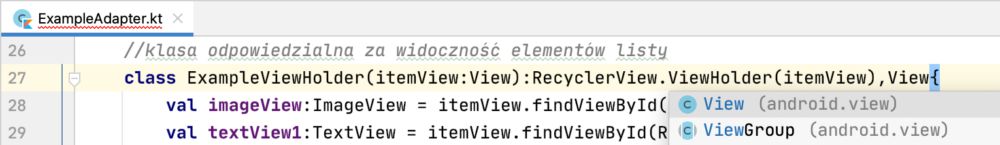 ExampleAdapter.kt
26 //klasa odpowiedzialna za widoczność elementów listy
27 class ExampleViewHolder(itemView:View):RecyclerView.ViewHolder(itemView),View{
28 val imageView:ImageView = itemView.findViewById(
View (android.view)
29 val textView1:TextView = itemView.findViewById(R
ViewGroup (android.view)